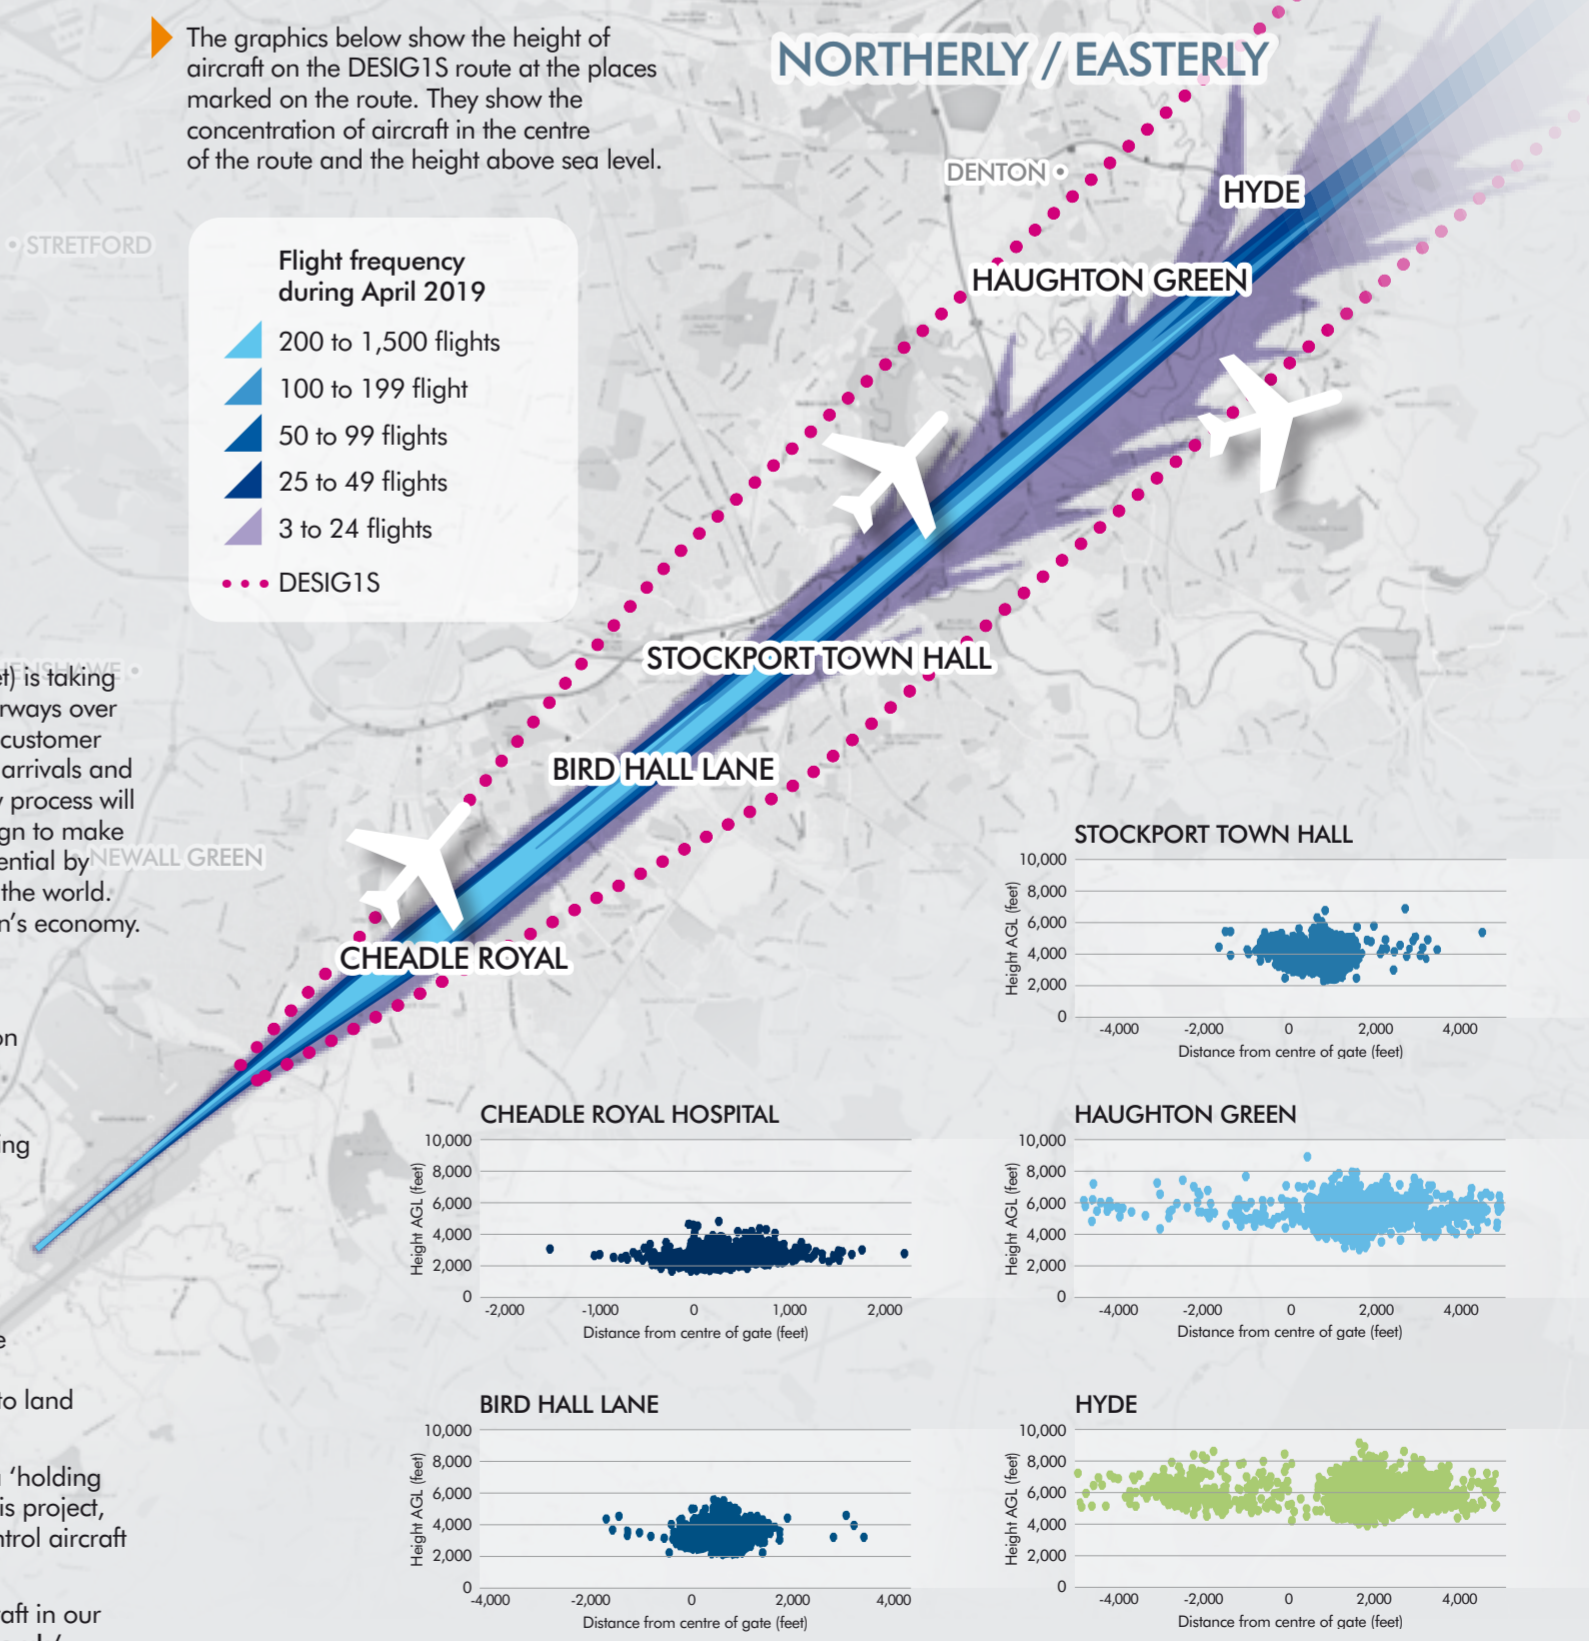 The graphics below show the height of
aircraft on the DESIG1S route at the places
marked on the route. They show the
concentration of aircraft in the centre
of the route and the height above sea level.
NORTHERLY / EASTERLY
DENTON
HYDE
STRETFORD
HAUGHTON GREEN
Flight frequency
during April 2019
200 to 1,500 flights
100 to 199 flight
50 to 99 flights
25 to 49 flights
3 to 24 flights
DESIG1S
STOCKPORT TOWN HALL
BIRD HALL LANE
NEWALL GREEN
CHEADLE ROYAL
is taking
over
customer
arrivals and
process will
to make
by
the world.
economy.
to land
'holding
project,
aircraft
in our
STOCKPORT TOWN HALL
Height AGL (feet)
10,000
8,000
6,000
4,000
2,000
0
-4,000 -2,000 0 2,000 4,000
Distance from centre of gate (feet)
CHEADLE ROYAL HOSPITAL
Height AGL (feet)
10,000
8,000
6,000
4,000
2,000
0
-2,000 -1,000 0 1,000 2,000
Distance from centre of gate (feet)
HAUGHTON GREEN
Height AGL (feet)
10,000
8,000
6,000
4,000
2,000
0
-4,000 -2,000 0 2,000 4,000
Distance from centre of gate (feet)
BIRD HALL LANE
Height AGL (feet)
10,000
8,000
6,000
4,000
2,000
0
-4,000 -2,000 0 2,000 4,000
Distance from centre of gate (feet)
HYDE
Height AGL (feet)
10,000
8,000
6,000
4,000
2,000
0
-4,000 -2,000 0 2,000 4,000
Distance from centre of gate (feet)